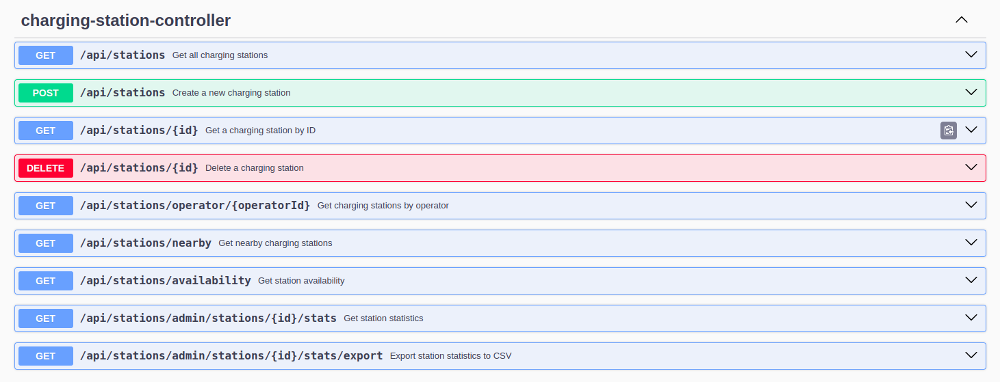 charging-station-controller
GET /api/stations Get all charging stations
POST /api/stations Create a new charging station
GET /api/stations/{id} Get a charging station by ID
DELETE /api/stations/{id} Delete a charging station
GET /api/stations/operator/{operatorId} Get charging stations by operator
GET /api/stations/nearby Get nearby charging stations
GET /api/stations/availability Get station availability
GET /api/stations/admin/stations/{id}/stats Get station statistics
GET /api/stations/admin/stations/{id}/stats/export Export station statistics to CSV